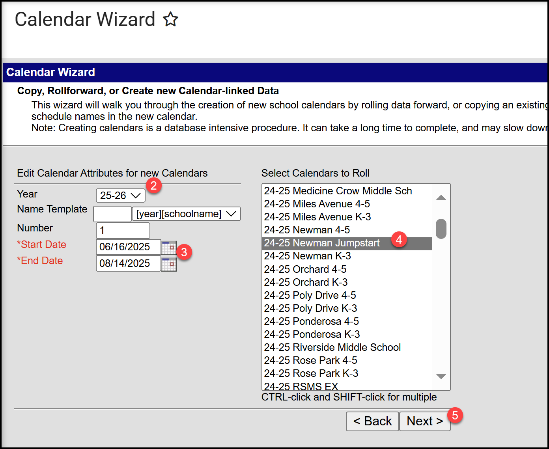 Calendar Wizard ☆
Calendar Wizard
Copy, Rollforward, or Create new Calendar-linked Data
This wizard will walk you through the creation of new school calendars by rolling data forward, or copying an existing
schedule names in the new calendar.
Note: Creating calendars is a database intensive procedure. It can take a long time to complete, and may slow down
Edit Calendar Attributes for new Calendars
Year 25-26 2
Name Template [year][schoolname]
Number 1
*Start Date 06/16/2025
3
*End Date 08/14/2025
Select Calendars to Roll
24-25 Medicine Crow Middle Sch
24-25 Miles Avenue 4-5
24-25 Miles Avenue K-3
24-25 Newman 4-5
24-25 Newman Jumpstart 4
24-25 Newman K-3
24-25 Orchard 4-5
24-25 Orchard K-3
24-25 Poly Drive 4-5
24-25 Poly Drive K-3
24-25 Ponderosa 4-5
24-25 Ponderosa K-3
24-25 Riverside Middle School
24-25 Rose Park 4-5
24-25 Rose Park K-3
24-25 RSMS EX
CTRL-click and SHIFT-click for multiple
< Back Next > 5